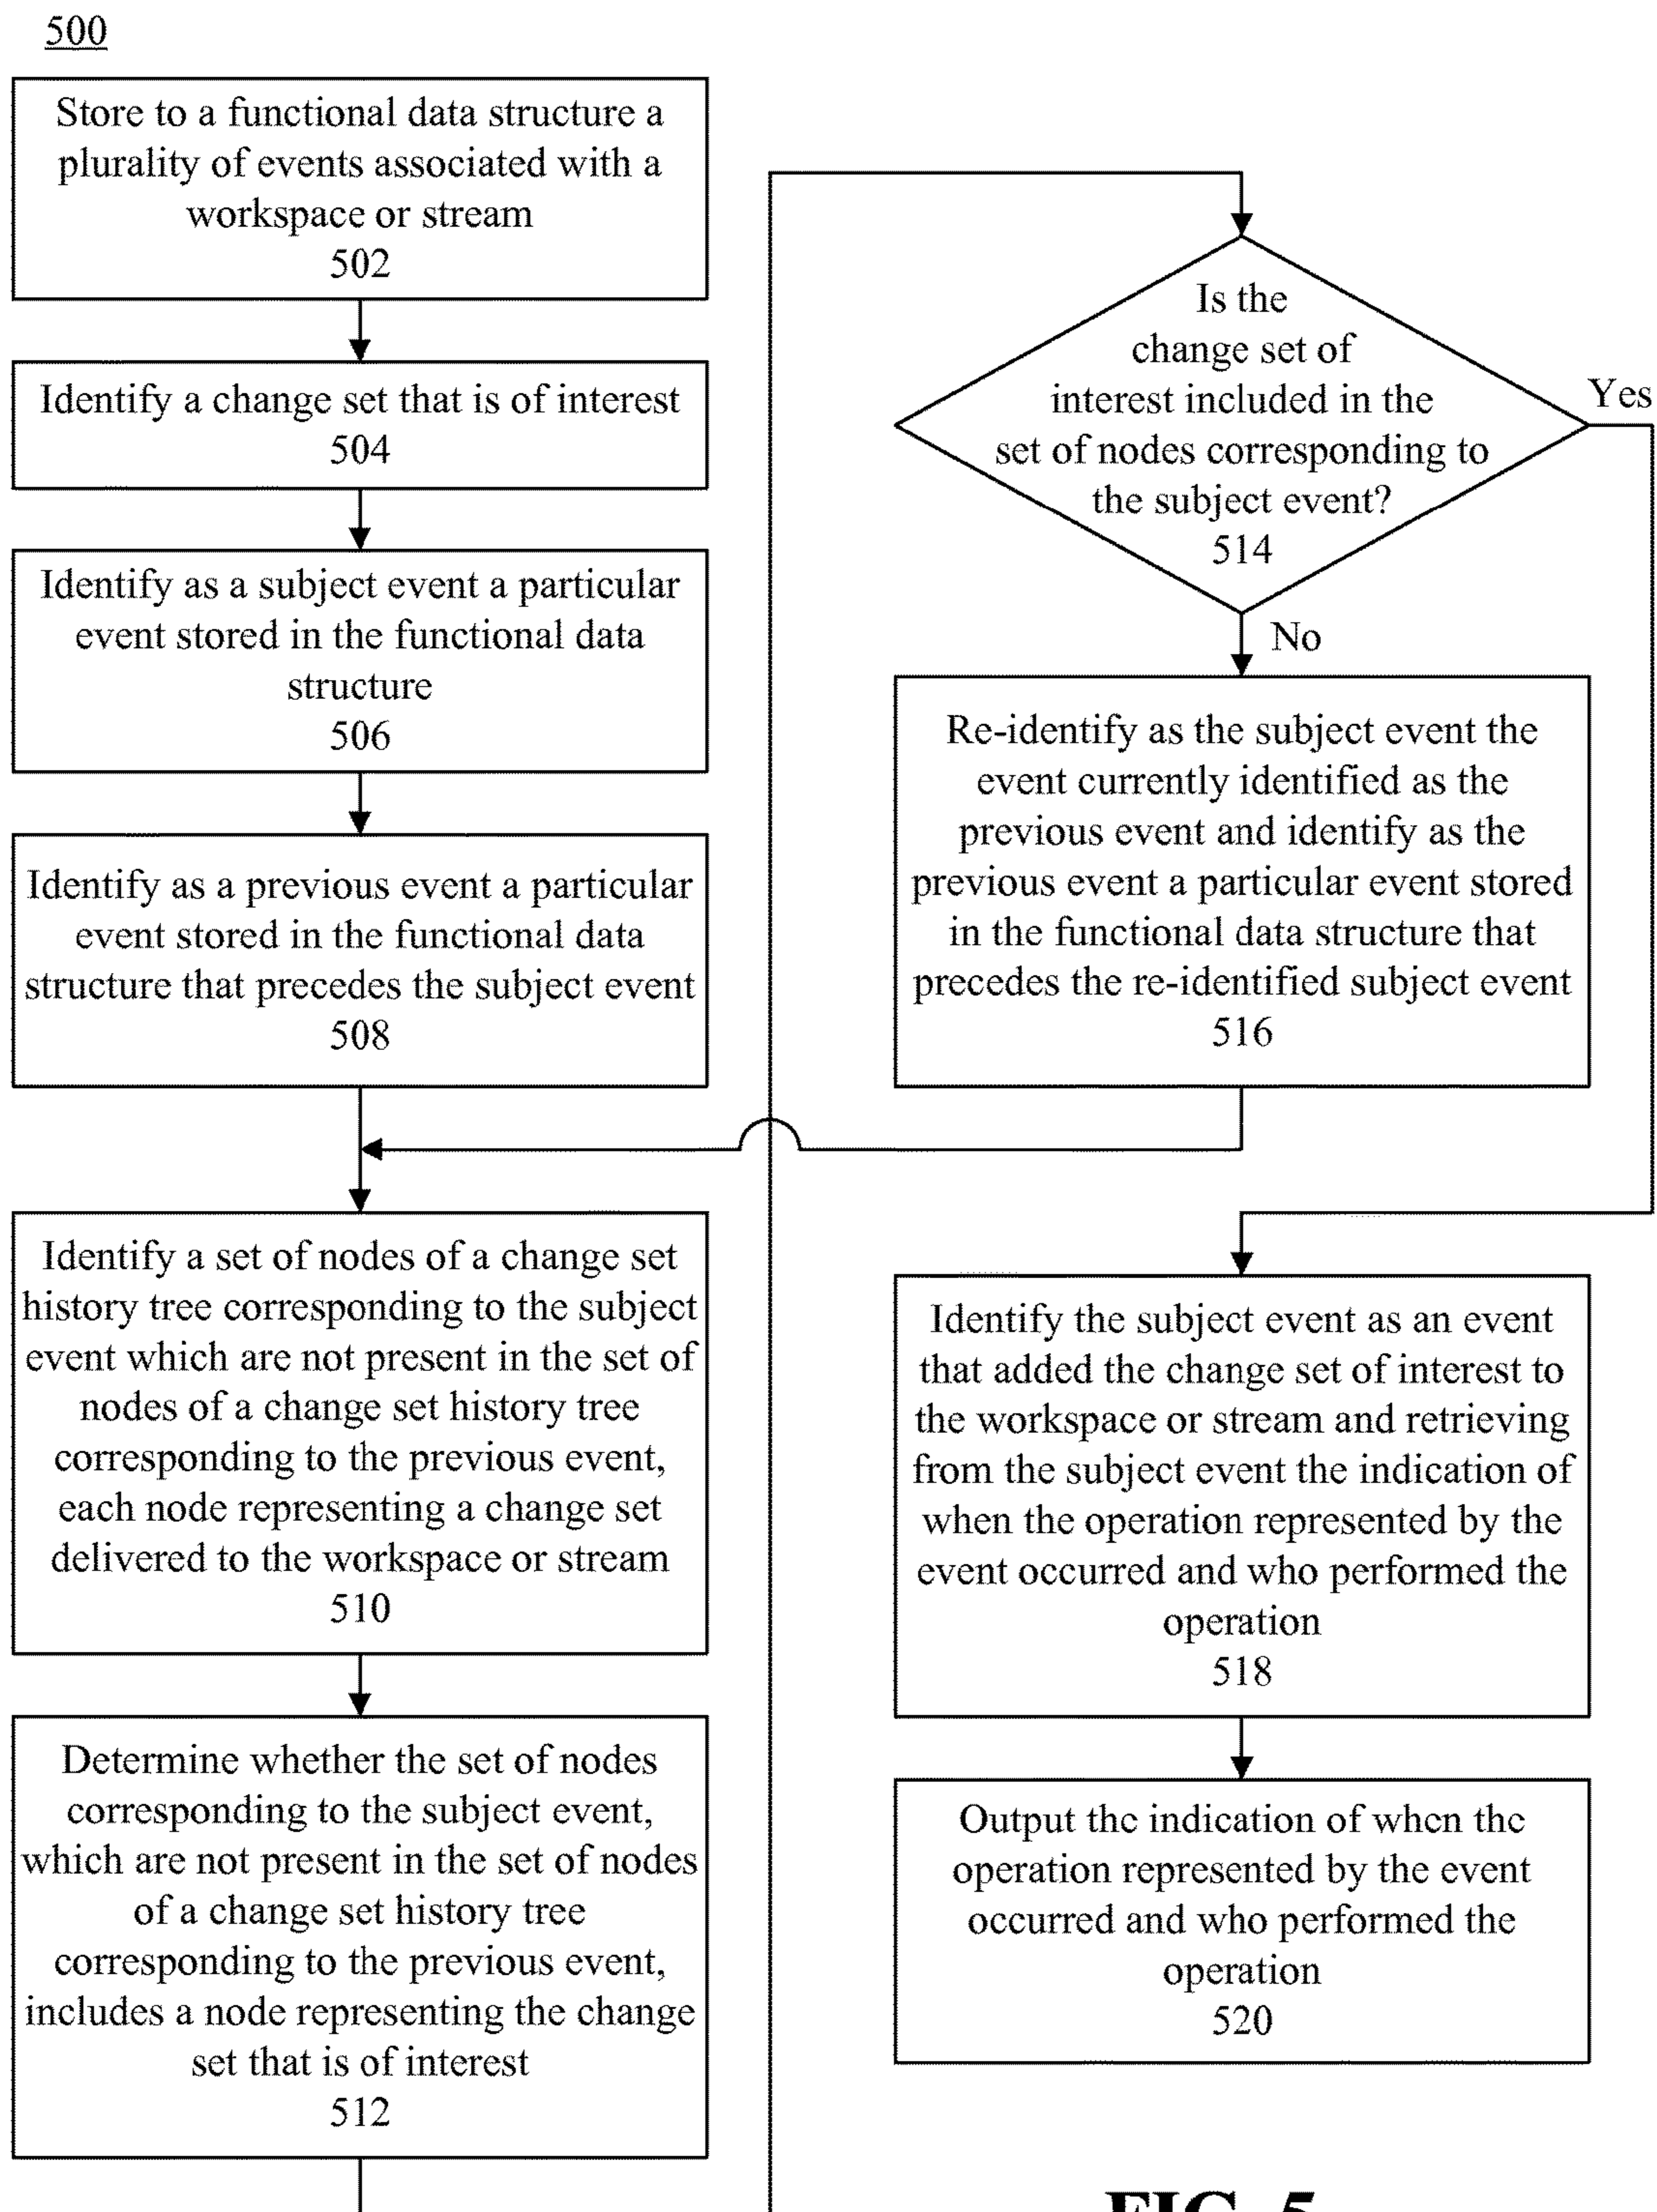 500
Store to a functional data structure a
plurality of events associated with a
workspace or stream
502
Identify a change set that is of interest
504
Identify as a subject event a particular
event stored in the functional data
structure
506
Identify as a previous event a particular
event stored in the functional data
structure that precedes the subject event
508
Identify a set of nodes of a change set
history tree corresponding to the subject
event which are not present in the set of
nodes of a change set history tree
corresponding to the previous event,
each node representing a change set
delivered to the workspace or stream
510
Determine whether the set of nodes
corresponding to the subject event,
which are not present in the set of nodes
of a change set history tree
corresponding to the previous event,
includes a node representing the change
set that is of interest
512
Is the
change set of
interest included in the
set of nodes corresponding to
the subject event?
514
Yes
No
Re-identify as the subject event the
event currently identified as the
previous event and identify as the
previous event a particular event stored
in the functional data structure that
precedes the re-identified subject event
516
Identify the subject event as an event
that added the change set of interest to
the workspace or stream and retrieving
from the subject event the indication of
when the operation represented by the
event occurred and who performed the
operation
518
Output the indication of when the
operation represented by the event
occurred and who performed the
operation
520
FIG. 5